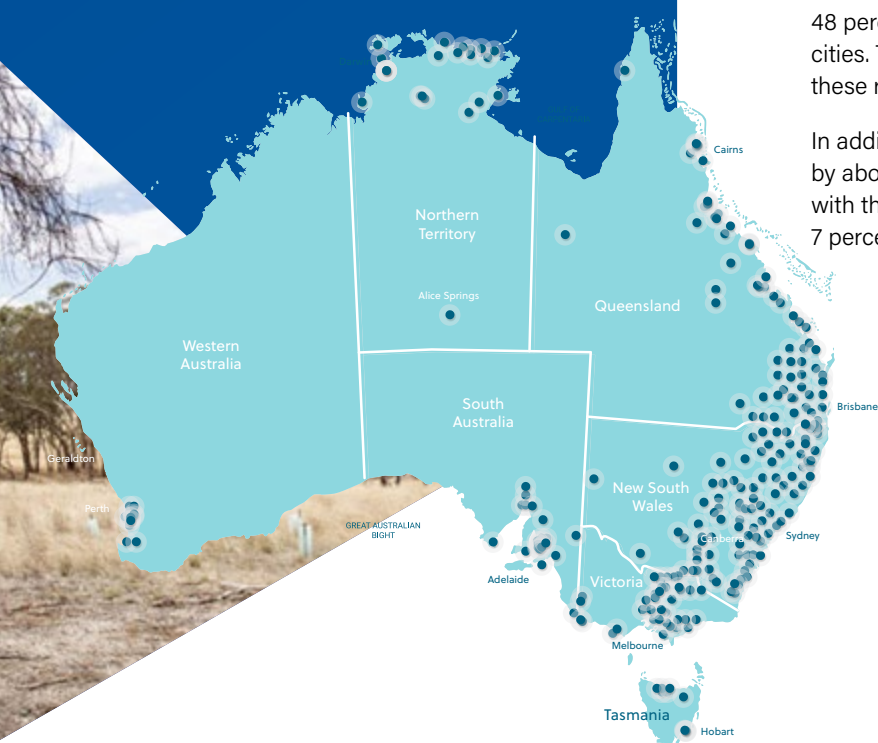 48 perc
cities. T
these r
In addi
by abo
with th
7 perce
Cairns
Northern
Territory
Alice Springs
Queensland
Western
Australia
South
Australia
Brisbane
Geraldton
New South
Wales
Perth
GREAT AUSTRALIAN
BIGHT
Canberra
Sydney
Adelaide
Victoria
Melbourne
Tasmania
Hobart